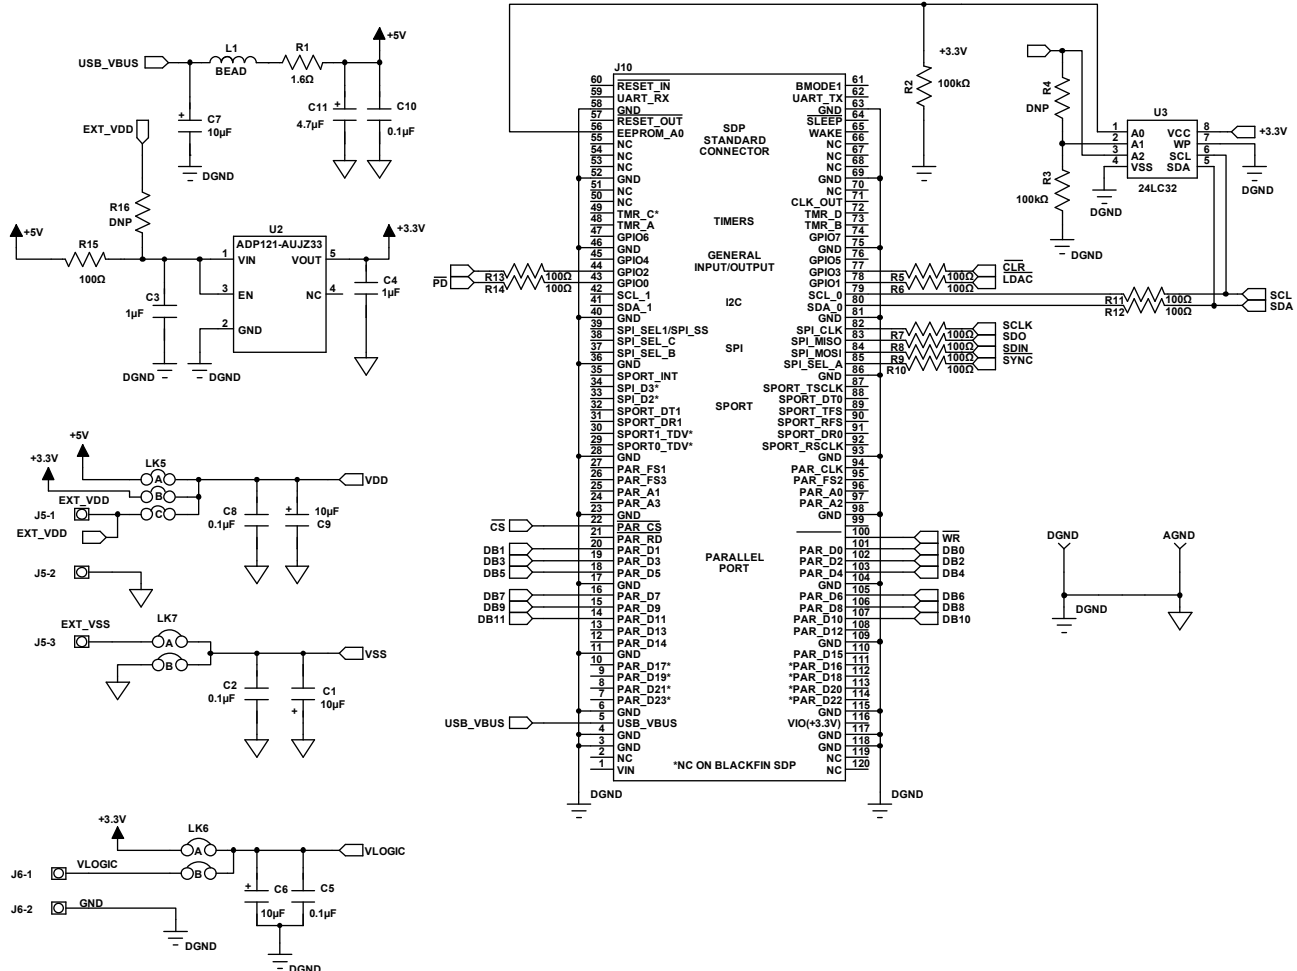 +5V
USB_VBUS
L1
BEAD
R1
1.6Ω
C7
10µF
DGND
C11
4.7µF
C10
0.1µF
EXT_VDD
R16
DNP
+5V
R15
100Ω
C3
1µF
DGND
DGND
U2
ADP121-AUJZ33
1 VIN
VOUT 5
3 EN
NC 4
2 GND
+3.3V
C4
1µF
+5V
+3.3V
LK5
A
B
C
EXT_VDD
J5-1
EXT_VDD
VDD
C8
0.1µF
10µF
C9
J5-2
EXT_VSS
J5-3
LK7
A
B
VSS
C2
0.1µF
C1
10µF
+3.3V
LK6
A
B
VLOGIC
VLOGIC
J6-1
J6-2
GND
DGND
C6
10µF
C5
0.1µF
DGND
J10
SDP
STANDARD
CONNECTOR
TIMERS
GENERAL
INPUT/OUTPUT
I2C
SPI
SPORT
PARALLEL
PORT
*NC ON BLACKFIN SDP
60 RESET_IN
59 UART_RX
58 GND
57 RESET_OUT
56 EEPROM_A0
55 NC
54 NC
53 NC
52 GND
51 NC
50 NC
49 TMR_C*
48 TMR_A
47 GPIO6
46 GND
45 GPIO4
44 GPIO2
43 GPIO0
42 SCL_1
41 SDA_1
40 GND
39 SPI_SEL1/SPI_SS
38 SPI_SEL_C
37 SPI_SEL_B
36 GND
35 SPORT_INT
34 SPI_D3*
33 SPI_D2*
32 SPORT_DT1
31 SPORT_DR1
30 SPORT1_TDV*
29 SPORT0_TDV*
28 GND
27 PAR_FS1
26 PAR_FS3
25 PAR_A1
24 PAR_A3
23 GND
22 PAR_CS
21 PAR_RD
20 PAR_D1
19 PAR_D3
18 PAR_D5
17 GND
16 PAR_D7
15 PAR_D9
14 PAR_D11
13 PAR_D13
12 PAR_D14
11 GND
10 PAR_D17*
9 PAR_D19*
8 PAR_D21*
7 PAR_D23*
6 GND
5 USB_VBUS
4 GND
3 GND
2 NC
1 VIN
BMODE1 61
UART_TX 62
GND 63
SLEEP 64
WAKE 65
NC 66
NC 67
NC 68
GND 69
NC 70
CLK_OUT 71
TMR_D 72
TMR_B 73
GPIO7 74
GND 75
GPIO5 76
GPIO3 77
GPIO1 78
SCL_0 79
SDA_0 80
GND 81
SPI_CLK 82
SPI_MISO 83
SPI_MOSI 84
SPI_SEL_A 85
GND 86
SPORT_TSCLK 87
SPORT_DT0 88
SPORT_TFS 89
SPORT_RFS 90
SPORT_DR0 91
SPORT_RSCLK 92
GND 93
PAR_CLK 94
PAR_FS2 95
PAR_A0 96
PAR_A2 97
GND 98
99
100
PAR_D0 101
PAR_D2 102
PAR_D4 103
GND 104
PAR_D6 105
PAR_D8 106
PAR_D10 107
PAR_D12 108
GND 109
PAR_D15 110
*PAR_D16 111
*PAR_D18 112
*PAR_D20 113
*PAR_D22 114
GND 115
VIO(+3.3V) 116
GND 117
GND 118
NC 119
NC 120
PD
R13 100Ω
R14 100Ω
CS
DB1
DB3
DB5
DB7
DB9
DB11
USB_VBUS
DGND
DGND
+3.3V
R2
100kΩ
R5 100Ω CLR
R6 100Ω LDAC
R11 100Ω SCL
R12 100Ω SDA
R7 100Ω SCLK
R8 100Ω SDO
R9 100Ω SDIN
R10 100Ω SYNC
WR
DB0
DB2
DB4
DB6
DB8
DB10
R4
DNP
R3
100kΩ
DGND
DGND
U3
1 A0
2 A1
3 A2
4 VSS
VCC 8
WP 7
SCL 6
SDA 5
24LC32
+3.3V
DGND
DGND
AGND
DGND